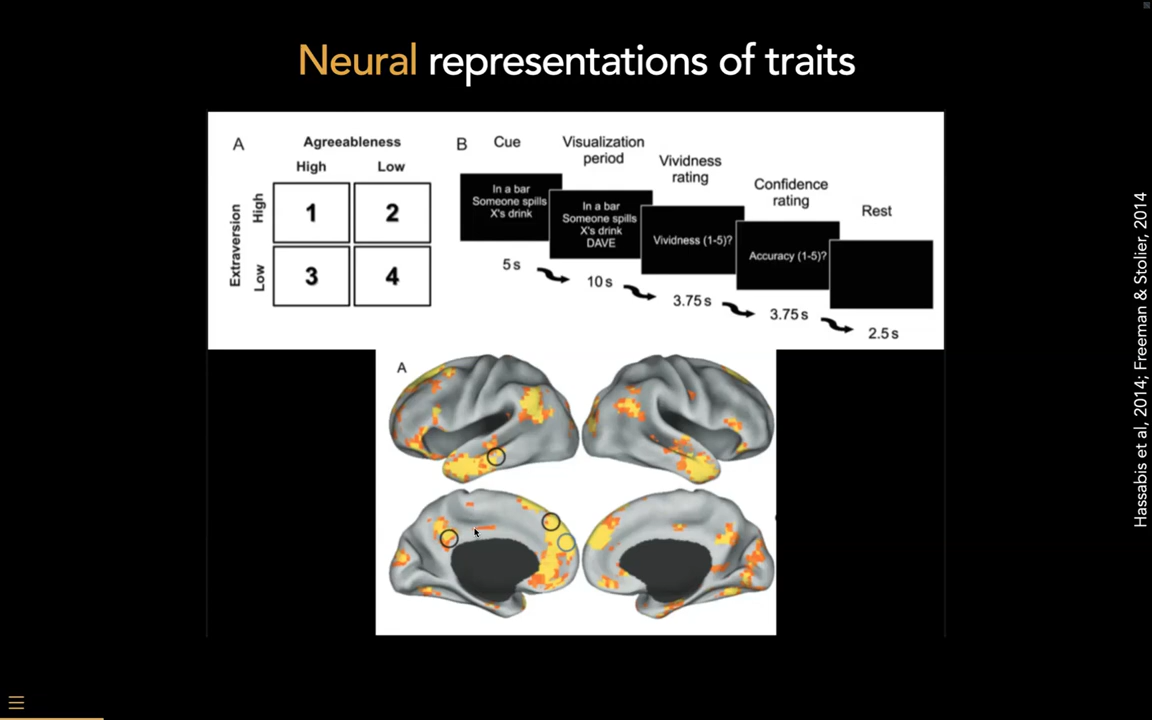 Neural representations of traits
A
Agreeableness
High
Low
Extraversion
High
Low
1
2
3
4
B
Cue
Visualization
period
Vividness
rating
Confidence
rating
Rest
In a bar
Someone spills
X's drink
In a bar
Someone spills
X's drink
DAVE
Vividness (1-5)?
Accuracy (1-5)?
5 s
10 s
3.75 s
3.75 s
2.5 s
A
Hassabis et al, 2014; Freeman & Stolier, 2014